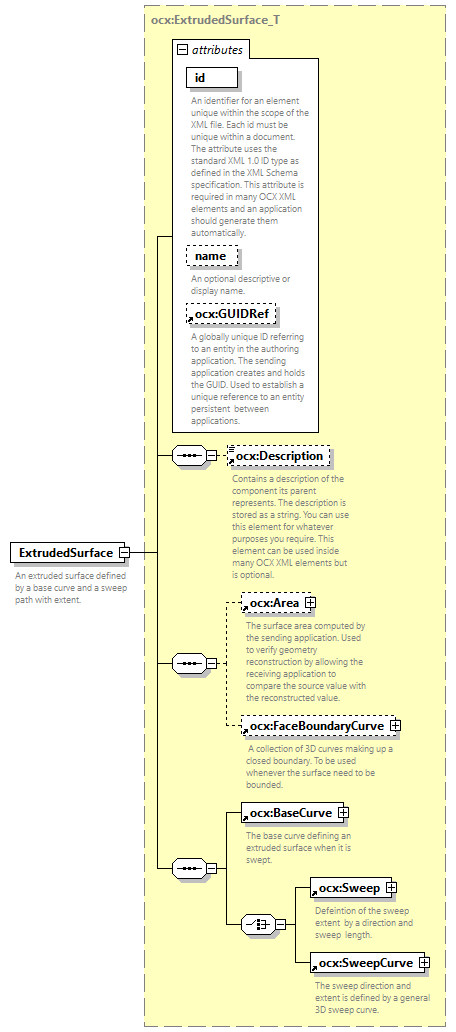 ocx:ExtrudedSurface_T
attributes
id
An identifier for an element
unique within the scope of the
XML file. Each id must be
unique within a document.
The attribute uses the
standard XML 1.0 ID type as
defined in the XML Schema
specification. This attribute is
required in many OCX XML
elements and an application
should generate them
automatically.
name
An optional descriptive or
display name.
ocx:GUIDRef
A globally unique ID referring
to an entity in the authoring
application. The sending
application creates and holds
the GUID. Used to establish a
unique reference to an entity
persistent between
applications.
ocx:Description
Contains a description of the
component its parent
represents. The description is
stored as a string. You can use
this element for whatever
purposes you require. This
element can be used inside
many OCX XML elements but
is optional.
ExtrudedSurface
An extruded surface defined
by a base curve and a sweep
path with extent.
ocx:Area
The surface area computed by
the sending application. Used
to verify geometry
reconstruction by allowing the
receiving application to
compare the source value with
the reconstructed value.
ocx:FaceBoundaryCurve
A collection of 3D curves making up a
closed boundary. To be used
whenever the surface need to be
bounded.
ocx:BaseCurve
The base curve defining an
extruded surface when it is
swept.
ocx:Sweep
Defeintion of the sweep
extent by a direction and
sweep length.
ocx:SweepCurve
The sweep direction and
extent is defined by a general
3D sweep curve.